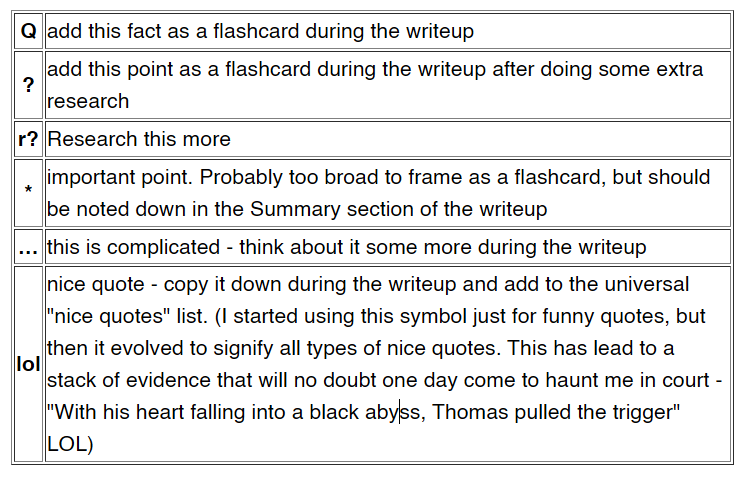 Q add this fact as a flashcard during the writeup
? add this point as a flashcard during the writeup after doing some extra
research
r? Research this more
* important point. Probably too broad to frame as a flashcard, but should
be noted down in the Summary section of the writeup
... this is complicated - think about it some more during the writeup
nice quote - copy it down during the writeup and add to the universal
"nice quotes" list. (I started using this symbol just for funny quotes, but
then it evolved to signify all types of nice quotes. This has lead to a
lol stack of evidence that will no doubt one day come to haunt me in court -
"With his heart falling into a black abyss, Thomas pulled the trigger"
LOL)